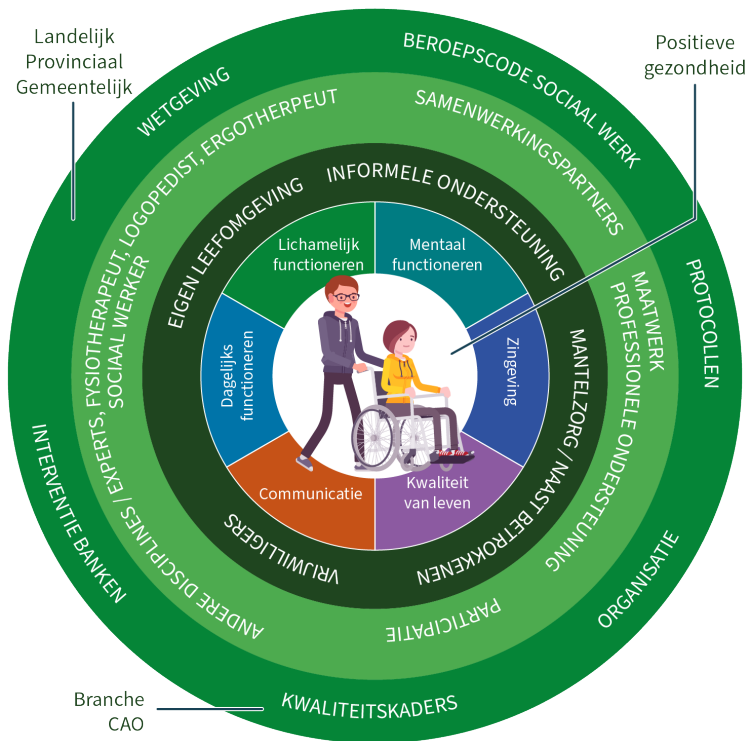 Landelijk
Provinciaal
Gemeentelijk
Positieve
gezondheid
WETGEVING
BEROEPSCODE SOCIAAL WERK
PROTOCOLLEN
ORGANISATIE
KWALITEITSKADERS
INTERVENTIE BANKEN
ANDERE DISCIPLINES / EXPERTS, FYSIOTHERAPEUT, LOGOPEDIST, ERGOTHERPEUT
SOCIAAL WERKER
SAMENWERKINGSPARTNERS
MAATWERK
PROFESSIONELE ONDERSTEUNING
PARTICIPATIE
EIGEN LEEFOMGEVING
INFORMELE ONDERSTEUNING
MANTELZORG / NAAST BETROKKENEN
VRIJWILLIGERS
Lichamelijk
functioneren
Mentaal
functioneren
Zingeving
Kwaliteit
van leven
Communicatie
Dagelijks
functioneren
Branche
CAO